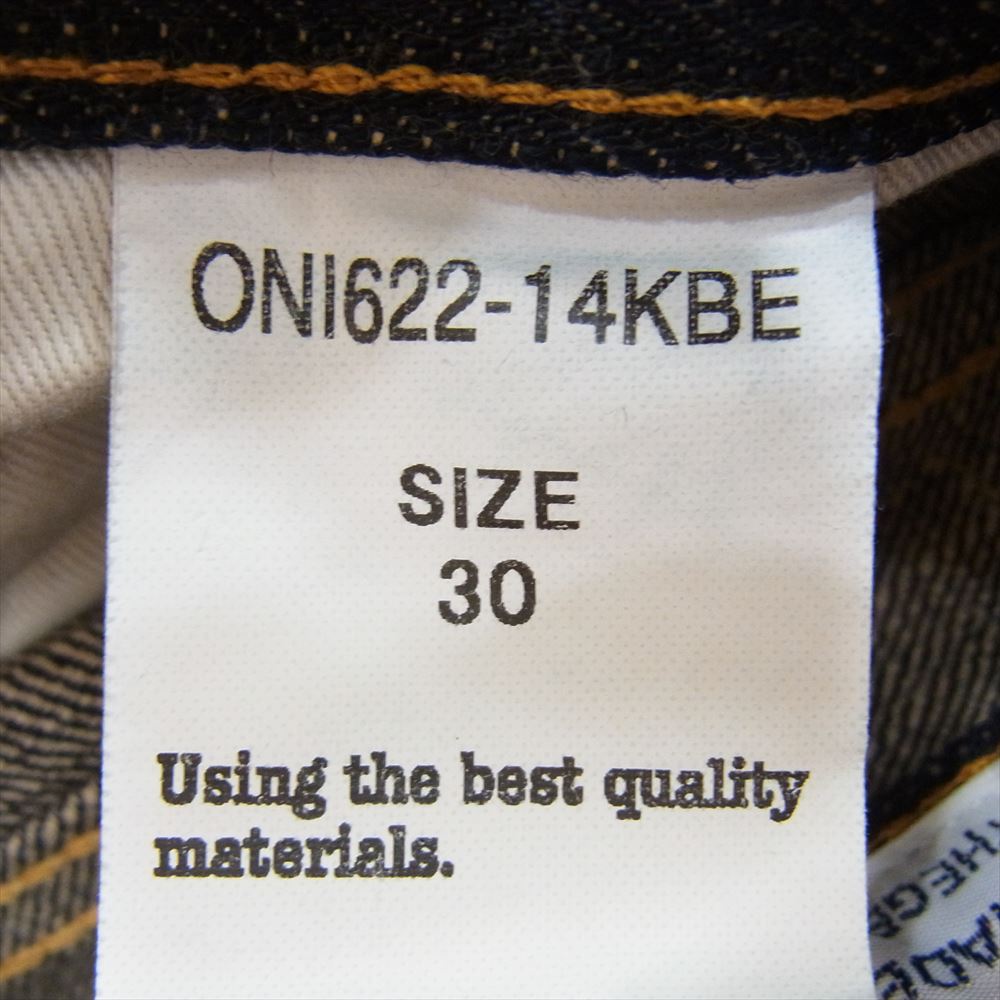 ONI622-14KBE
SIZE
30
Using the best quality
materials.